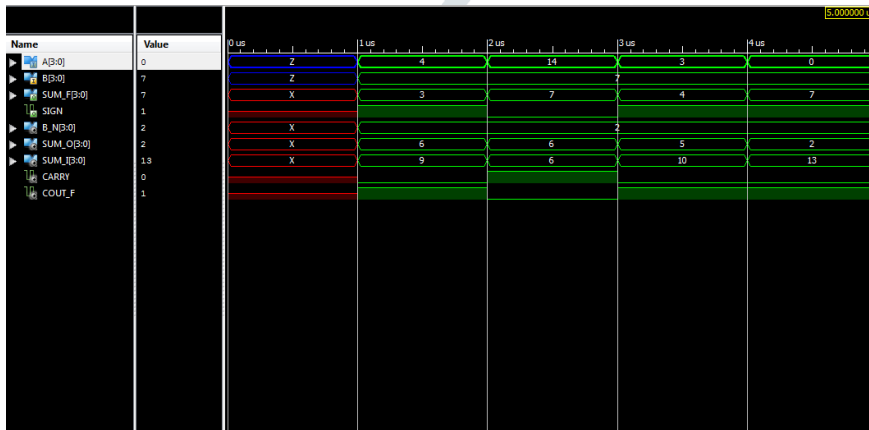 5.000000 u
Name Value 0 us 1 us 2 us 3 us 4 us
A[3:0] 0 Z 4 14 3 0
B[3:0] 7 Z 7
SUM_F[3:0] 7 X 3 7 4 7
SIGN 1
B_N[3:0] 2 X 2
SUM_O[3:0] 2 X 6 6 5 2
SUM_I[3:0] 13 X 9 6 10 13
CARRY 0
COUT_F 1